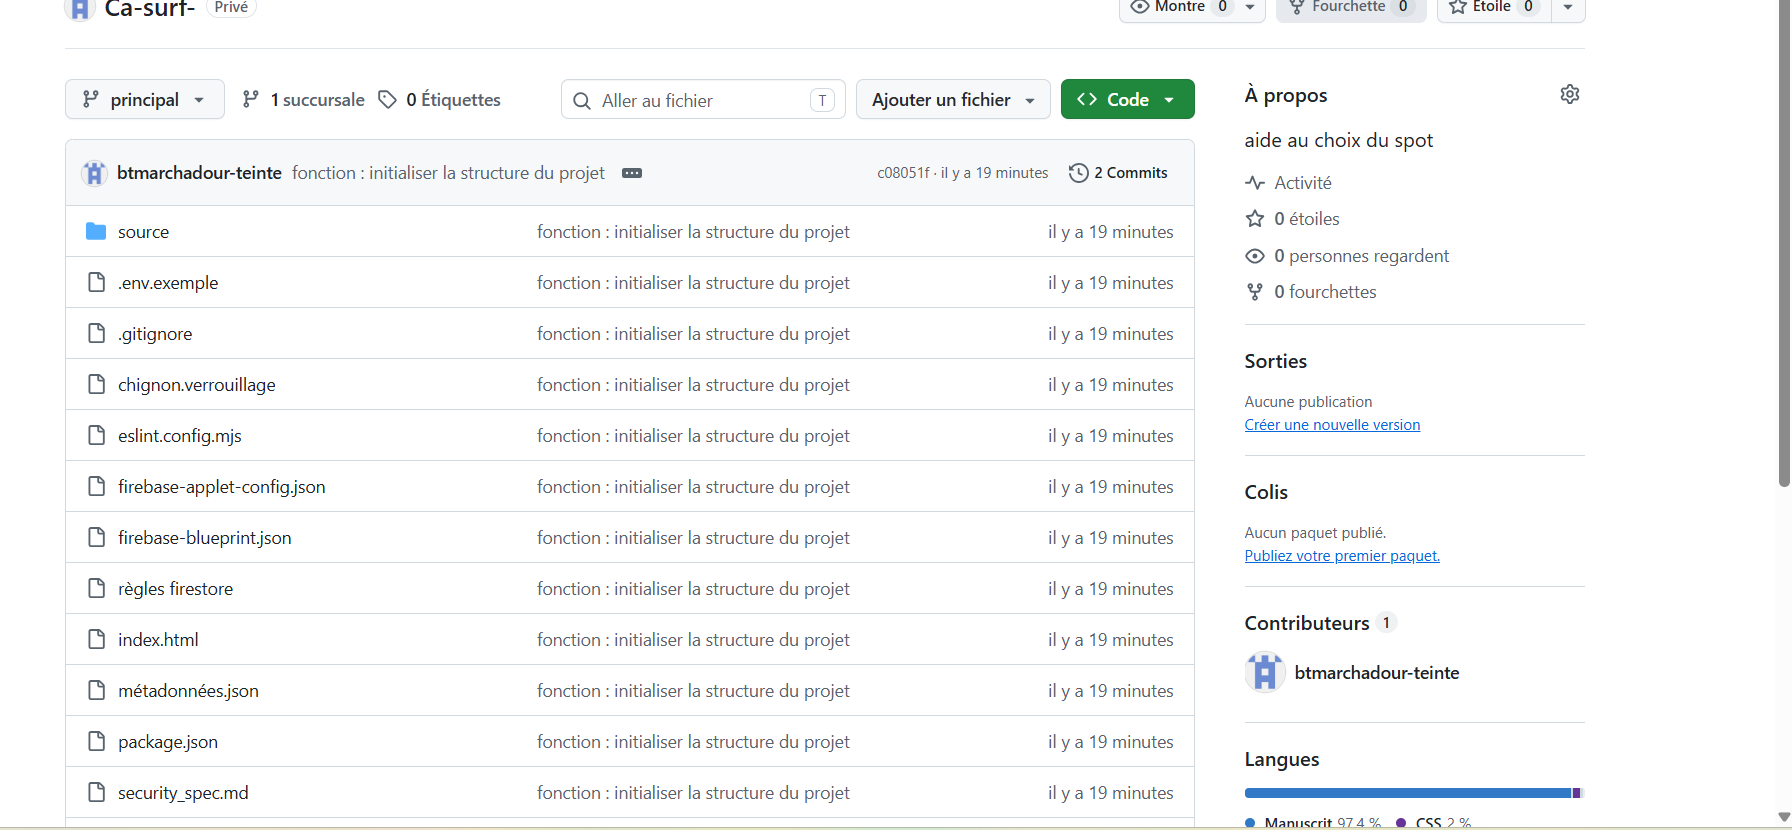 Ca-surf- Privé
Montre 0 Fourchette 0 Étoile 0
principal 1 succursale 0 Étiquettes Aller au fichier T Ajouter un fichier Code
btmarchadour-teinte fonction : initialiser la structure du projet c08051f · il y a 19 minutes 2 Commits
source fonction : initialiser la structure du projet il y a 19 minutes
.env.exemple fonction : initialiser la structure du projet il y a 19 minutes
.gitignore fonction : initialiser la structure du projet il y a 19 minutes
chignon.verrouillage fonction : initialiser la structure du projet il y a 19 minutes
eslint.config.mjs fonction : initialiser la structure du projet il y a 19 minutes
firebase-applet-config.json fonction : initialiser la structure du projet il y a 19 minutes
firebase-blueprint.json fonction : initialiser la structure du projet il y a 19 minutes
règles firestore fonction : initialiser la structure du projet il y a 19 minutes
index.html fonction : initialiser la structure du projet il y a 19 minutes
métadonnées.json fonction : initialiser la structure du projet il y a 19 minutes
package.json fonction : initialiser la structure du projet il y a 19 minutes
security_spec.md fonction : initialiser la structure du projet il y a 19 minutes
À propos
aide au choix du spot
Activité
0 étoiles
0 personnes regardent
0 fourchettes
Sorties
Aucune publication
Créer une nouvelle version
Colis
Aucun paquet publié.
Publiez votre premier paquet.
Contributeurs 1
btmarchadour-teinte
Langues
Manuscrit 97,4 % CSS 2 %